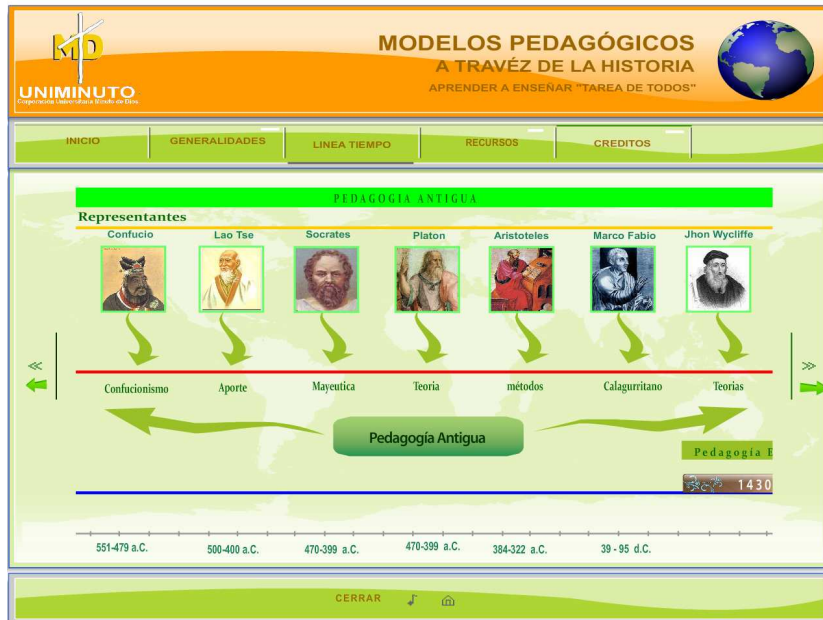 MD
UNIMINUTO
Corporación Universitaria Minuto de Dios
MODELOS PEDAGÓGICOS
A TRAVÉZ DE LA HISTORIA
APRENDER A ENSEÑAR "TAREA DE TODOS"
INICIO
GENERALIDADES
LINEA TIEMPO
RECURSOS
CREDITOS
PEDAGOGIA ANTIGUA
Representantes
Confucio
Lao Tse
Socrates
Platon
Aristoteles
Marco Fabio
Jhon Wycliffe
Confucionismo
Aporte
Mayeutica
Teoria
métodos
Calagurritano
Teorias
Pedagogía Antigua
Pedagogía E
1430
551-479 a.C.
500-400 a.C.
470-399 a.C.
470-399 a.C.
384-322 a.C.
39 - 95 d.C.
CERRAR